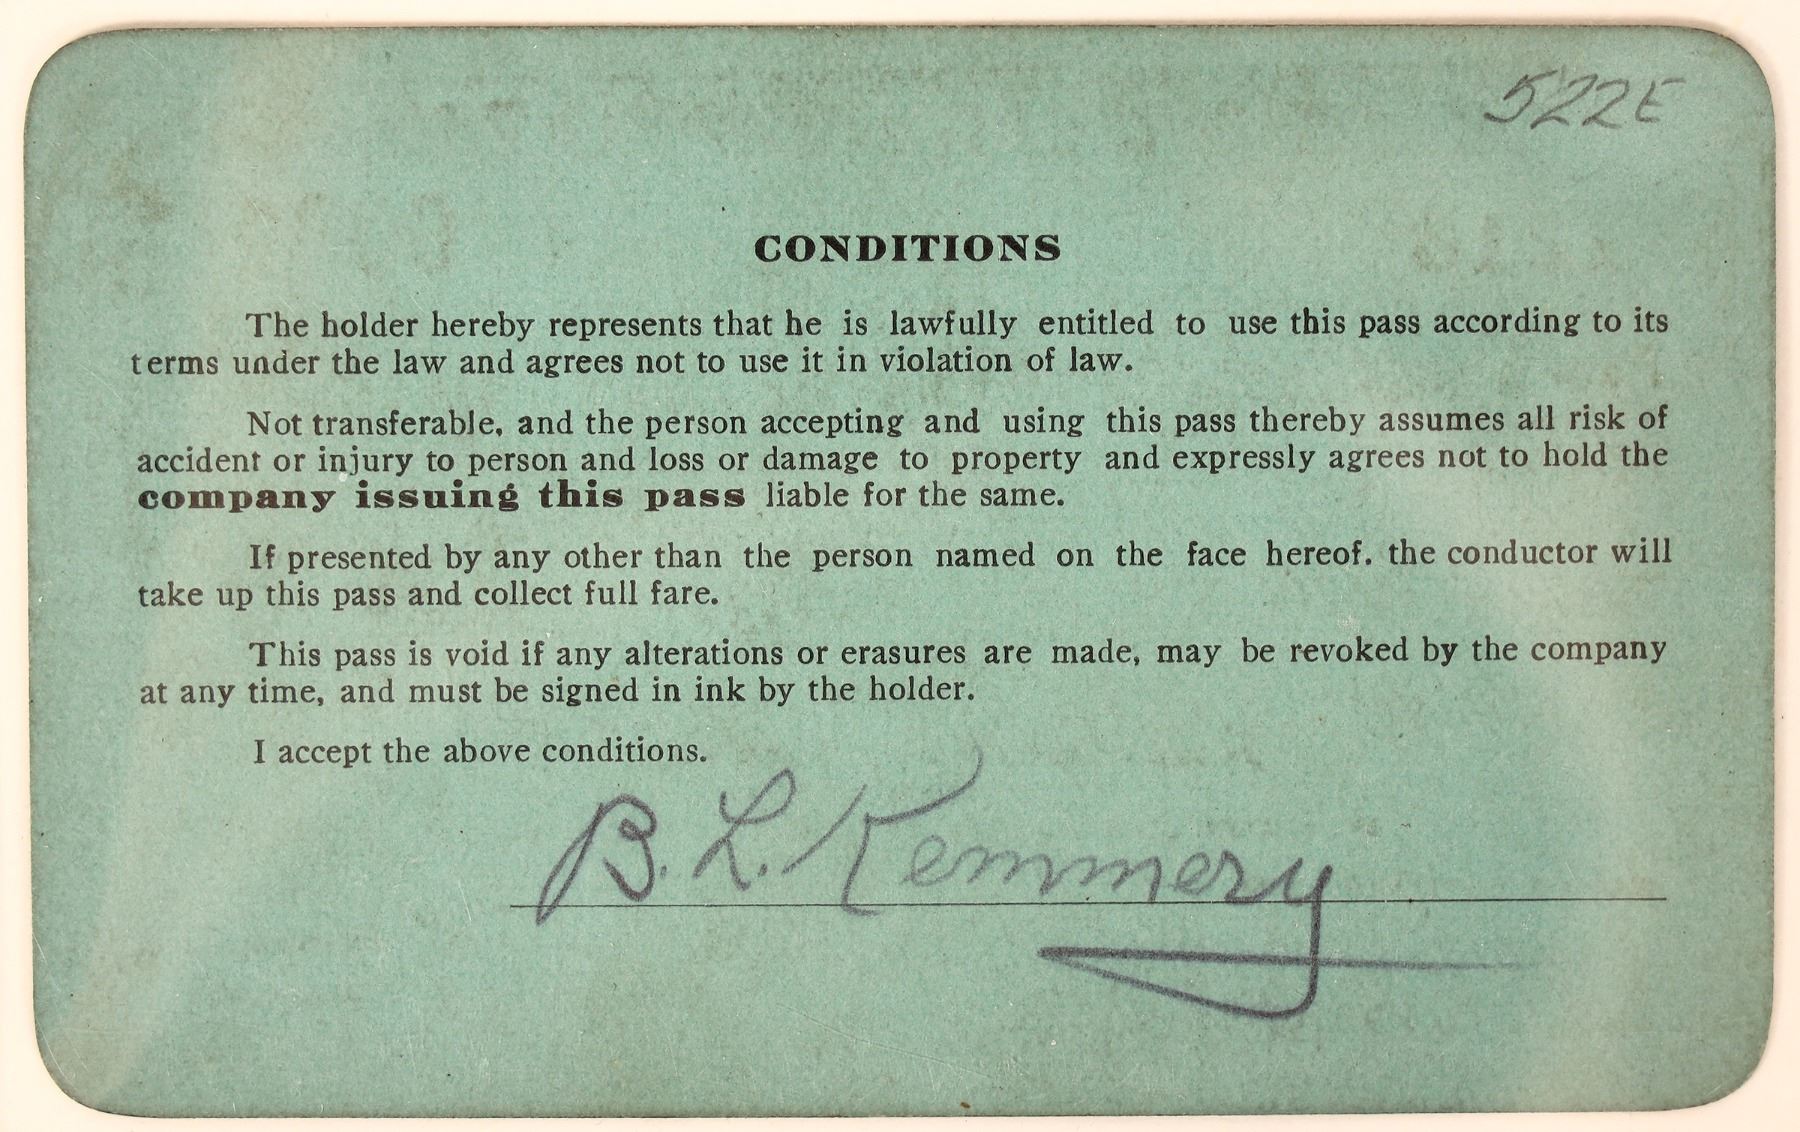 522E
CONDITIONS
The holder hereby represents that he is lawfully entitled to use this pass according to its
terms under the law and agrees not to use it in violation of law.
Not transferable, and the person accepting and using this pass thereby assumes all risk of
accident or injury to person and loss or damage to property and expressly agrees not to hold the
company issuing this pass liable for the same.
If presented by any other than the person named on the face hereof. the conductor will
take up this pass and collect full fare.
This pass is void if any alterations or erasures are made, may be revoked by the company
at any time, and must be signed in ink by the holder.
I accept the above conditions.
B. L. Kemmery